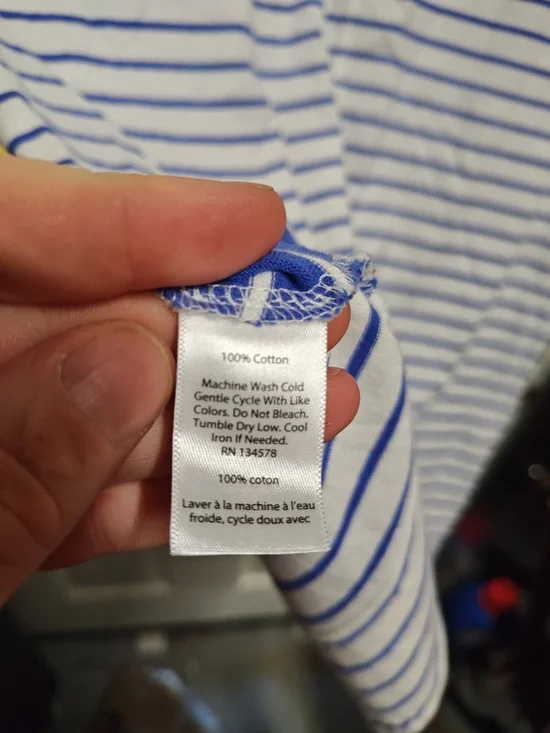 100% Cotton
Machine Wash Cold
Gentle Cycle With Like
Colors. Do Not Bleach.
Tumble Dry Low. Cool
Iron If Needed.
RN 134578
100% coton
Laver à la machine à l'eau
froide, cycle doux avec